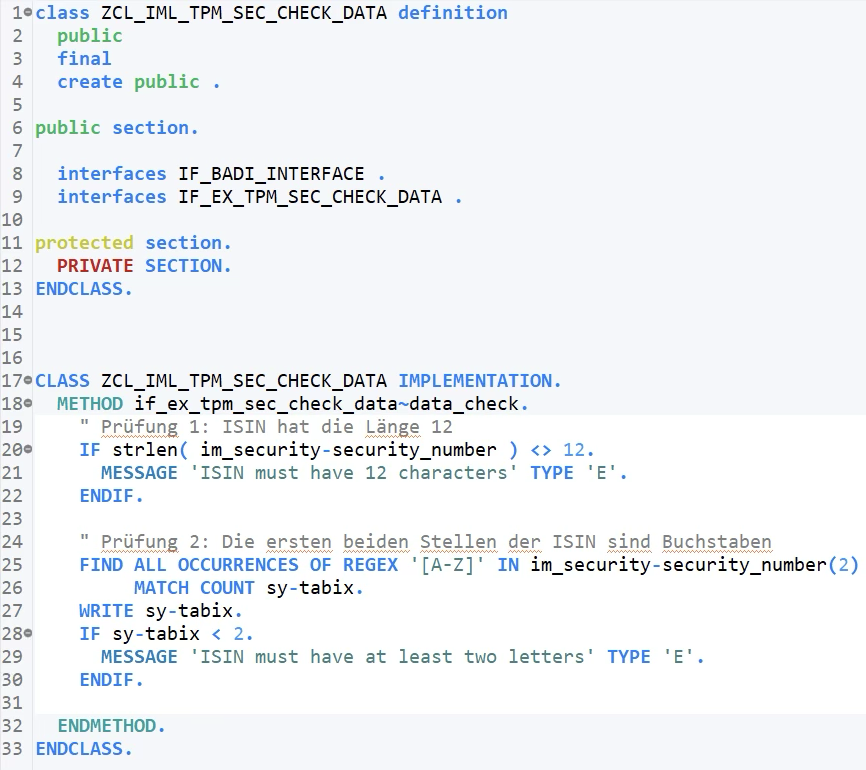 1 class ZCL_IML_TPM_SEC_CHECK_DATA definition
2   public
3   final
4   create public .
5
6 public section.
7
8   interfaces IF_BADI_INTERFACE .
9   interfaces IF_EX_TPM_SEC_CHECK_DATA .
10
11 protected section.
12   PRIVATE SECTION.
13 ENDCLASS.
14
15
16
17 CLASS ZCL_IML_TPM_SEC_CHECK_DATA IMPLEMENTATION.
18   METHOD if_ex_tpm_sec_check_data~data_check.
19     " Prüfung 1: ISIN hat die Länge 12
20     IF strlen( im_security-security_number ) <> 12.
21       MESSAGE 'ISIN must have 12 characters' TYPE 'E'.
22     ENDIF.
23
24     " Prüfung 2: Die ersten beiden Stellen der ISIN sind Buchstaben
25     FIND ALL OCCURRENCES OF REGEX '[A-Z]' IN im_security-security_number(2)
26          MATCH COUNT sy-tabix.
27     WRITE sy-tabix.
28     IF sy-tabix < 2.
29       MESSAGE 'ISIN must have at least two letters' TYPE 'E'.
30     ENDIF.
31
32   ENDMETHOD.
33 ENDCLASS.